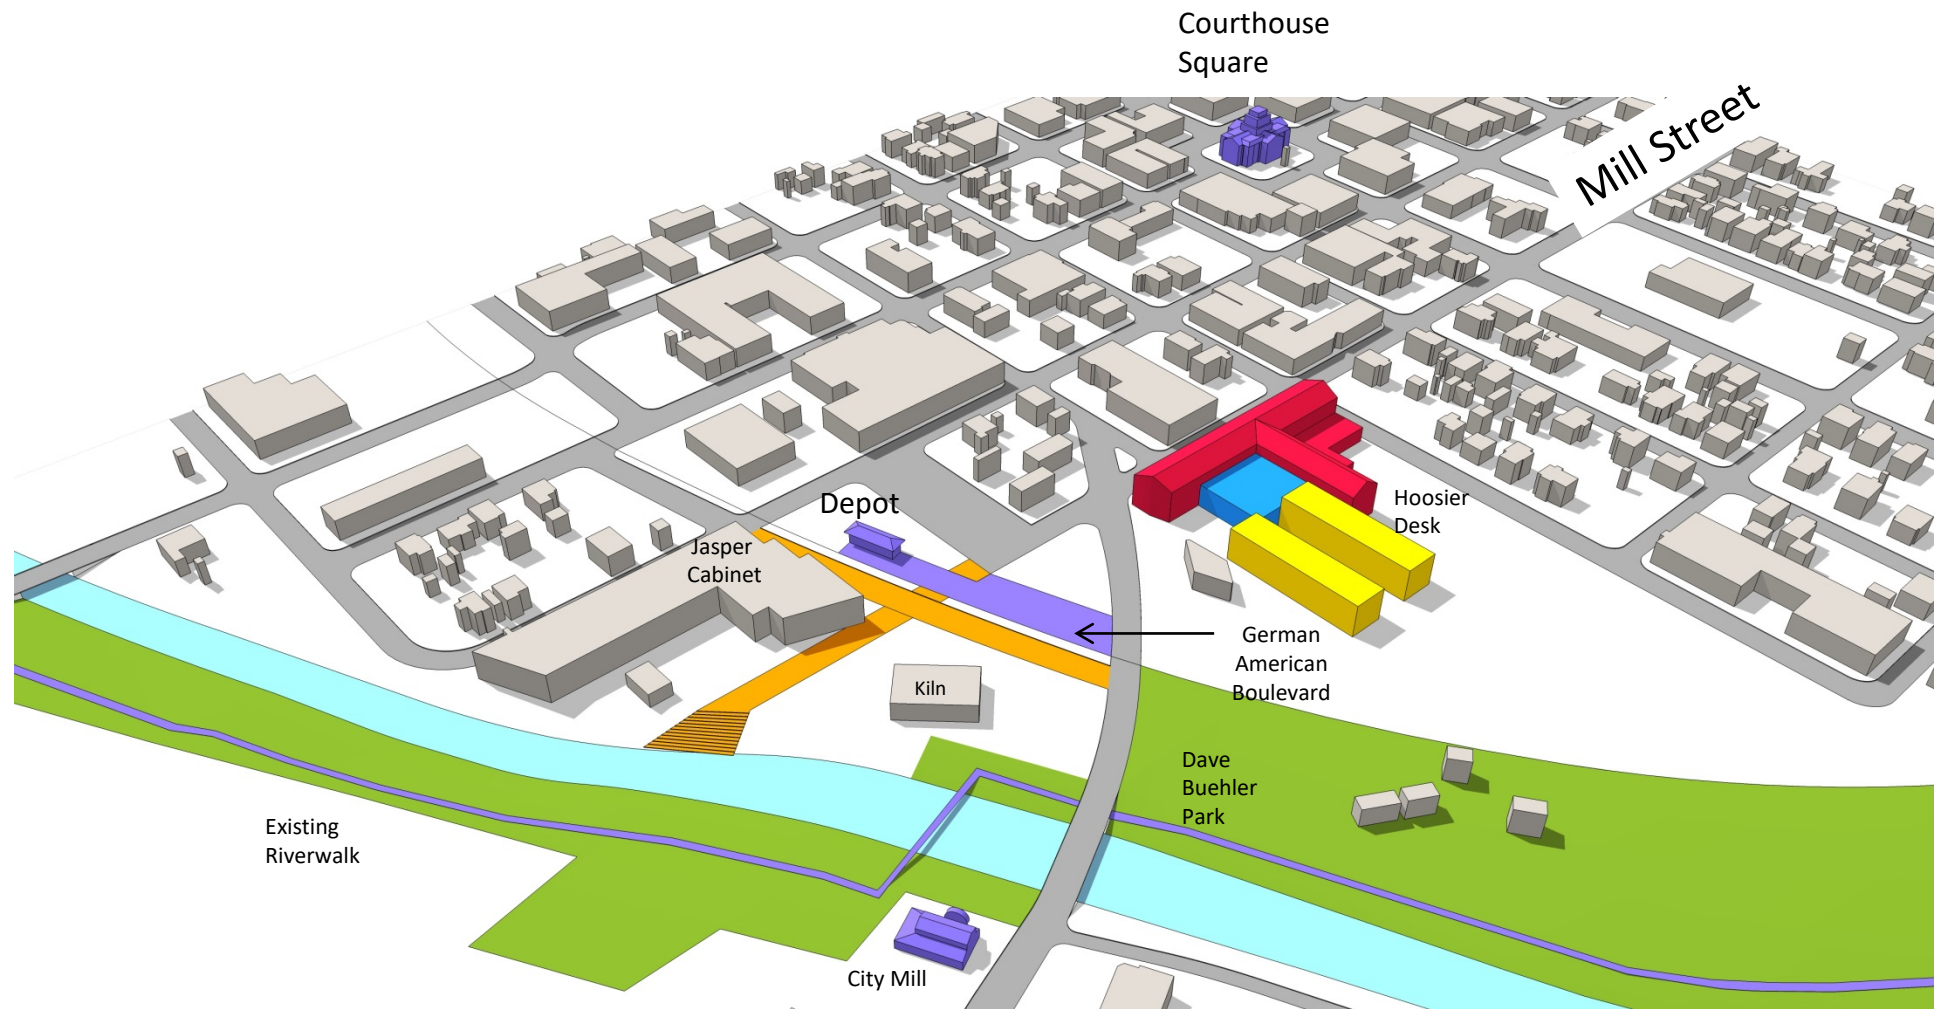 Courthouse
Square
Mill Street
Depot
Hoosier
Desk
Jasper
Cabinet
German
American
Boulevard
Kiln
Dave
Buehler
Park
Existing
Riverwalk
City Mill